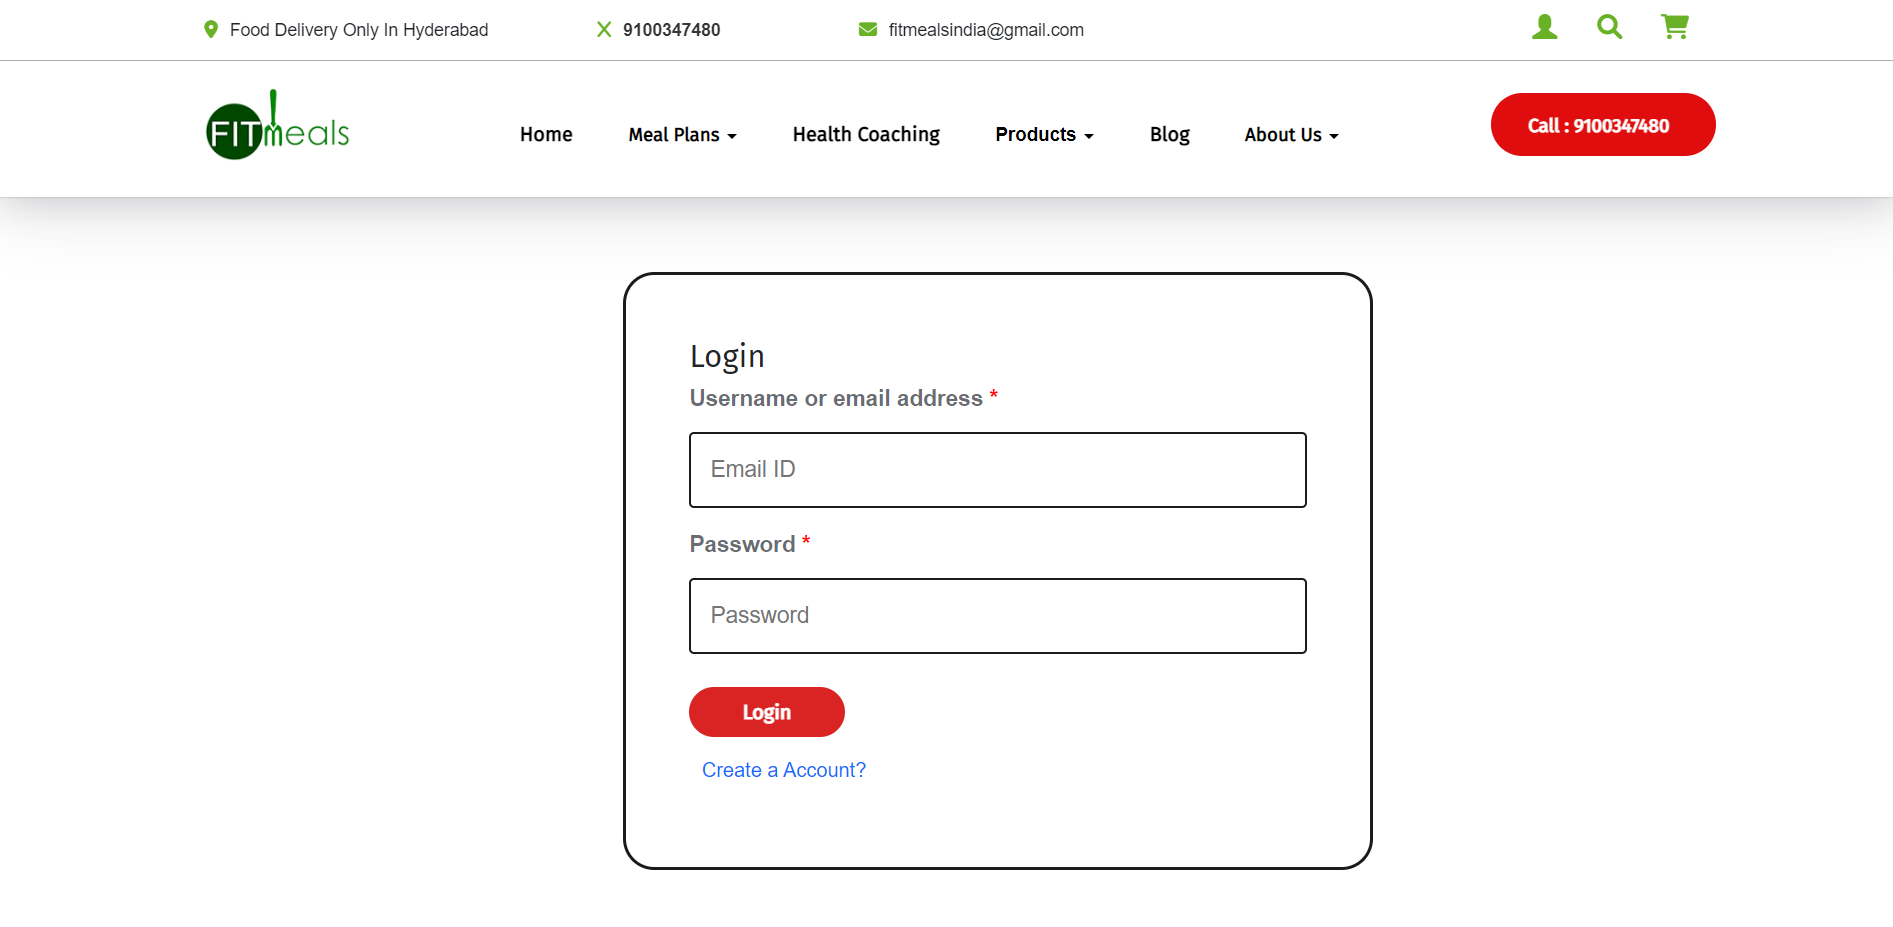 Food Delivery Only In Hyderabad 9100347480 fitmealsindia@gmail.com
FITmeals Home Meal Plans Health Coaching Products Blog About Us Call : 9100347480
Login
Username or email address *
Email ID
Password *
Password
Login
Create a Account?